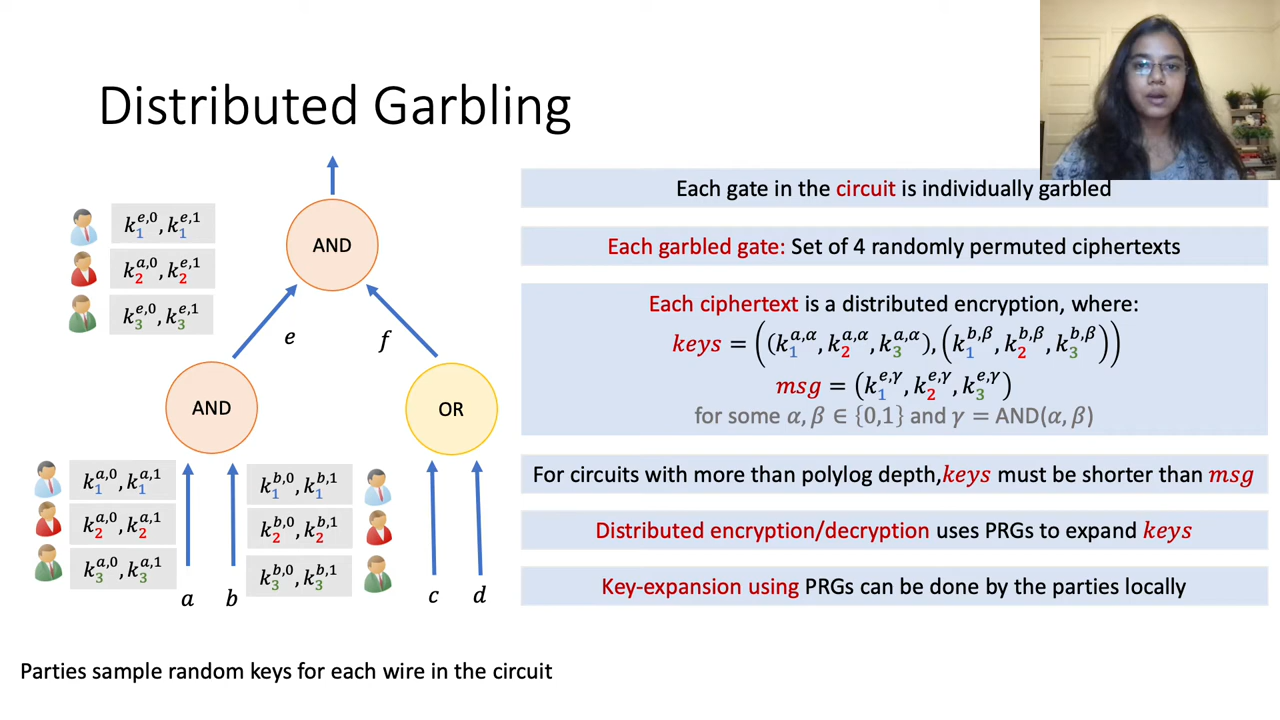 Distributed Garbling
Each gate in the circuit is individually garbled
Each garbled gate: Set of 4 randomly permuted ciphertexts
Each ciphertext is a distributed encryption, where:
keys = ((k_1^{a,α}, k_2^{a,α}, k_3^{a,α}), (k_1^{b,β}, k_2^{b,β}, k_3^{b,β}))
msg = (k_1^{e,γ}, k_2^{e,γ}, k_3^{e,γ})
for some α, β ∈ {0,1} and γ = AND(α, β)
For circuits with more than polylog depth,keys must be shorter than msg
Distributed encryption/decryption uses PRGs to expand keys
Key-expansion using PRGs can be done by the parties locally
k_1^{e,0}, k_1^{e,1}
k_2^{a,0}, k_2^{e,1}
k_3^{e,0}, k_3^{e,1}
AND
e
f
AND
OR
k_1^{a,0}, k_1^{a,1}
k_2^{a,0}, k_2^{a,1}
k_3^{a,0}, k_3^{a,1}
k_1^{b,0}, k_1^{b,1}
k_2^{b,0}, k_2^{b,1}
k_3^{b,0}, k_3^{b,1}
a
b
c
d
Parties sample random keys for each wire in the circuit